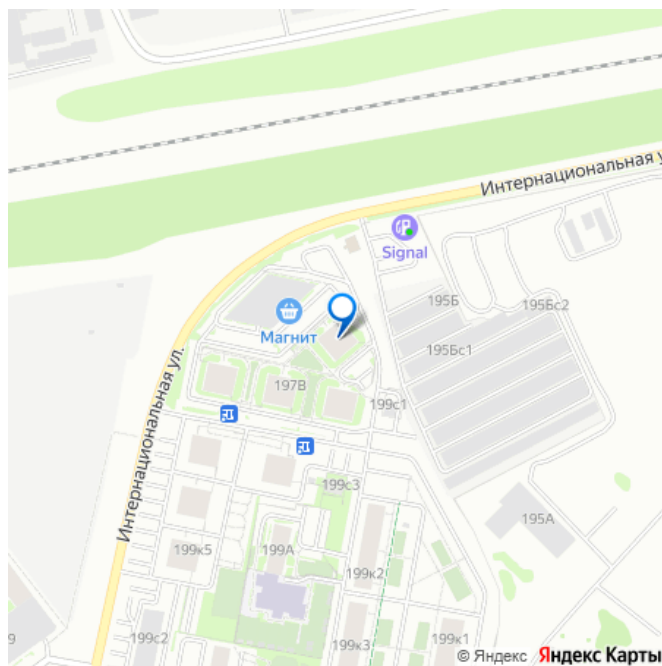 Интернациональная у
Signal
195Б
195Бс2
Магнит
195Бс1
197В
199с1
Интернациональная ул.
199с3
195А
199к5
199А
199к2
9
199с2
199к3
199к1
© Яндекс Яндекс Карты